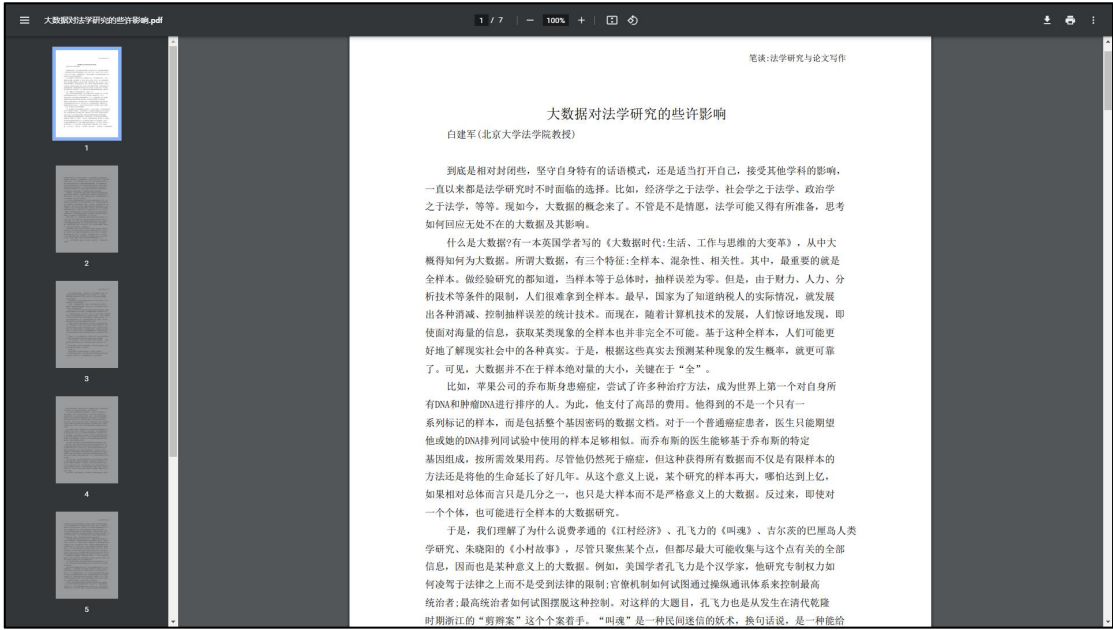 大数据对法学研究的些许影响.pdf
1 / 7
100%
笔谈:法学研究与论文写作
大数据对法学研究的些许影响
白建军(北京大学法学院教授)
到底是相对封闭些，坚守自身特有的话语模式，还是适当打开自己，接受其他学科的影响，
一直以来都是法学研究时不时面临的选择。比如，经济学之于法学、社会学之于法学、政治学
之于法学，等等。现如今，大数据的概念来了。不管是不是情愿，法学可能又得有所准备，思考
如何回应无处不在的大数据及其影响。
什么是大数据?有一本英国学者写的《大数据时代:生活、工作与思维的大变革》，从中大
概得知何为大数据。所谓大数据，有三个特征:全样本、混杂性、相关性。其中，最重要的就是
全样本。做经验研究的都知道，当样本等于总体时，抽样误差为零。但是，由于财力、人力、分
析技术等条件的限制，人们很难拿到全样本。最早，国家为了知道纳税人的实际情况，就发展
出各种消减、控制抽样误差的统计技术。而现在，随着计算机技术的发展，人们惊讶地发现，即
使面对海量的信息，获取某类现象的全样本也并非完全不可能。基于这种全样本，人们可能更
好地了解现实社会中的各种真实。于是，根据这些真实去预测某种现象的发生概率，就更可靠
了。可见，大数据并不在于样本绝对量的大小，关键在于“全”。
比如，苹果公司的乔布斯身患癌症，尝试了许多种治疗方法，成为世界上第一个对自身所
有DNA和肿瘤DNA进行排序的人。为此，他支付了高昂的费用。他得到的不是一个只有一
系列标记的样本，而是包括整个基因密码的数据文档。对于一个普通癌症患者，医生只能期望
他或她的DNA排列同试验中使用的样本足够相似。而乔布斯的医生能够基于乔布斯的特定
基因组成，按所需效果用药。尽管他仍然死于癌症，但这种获得所有数据而不仅是有限样本的
方法还是将他的生命延长了好几年。从这个意义上说，某个研究的样本再大，哪怕达到上亿，
如果相对总体而言只是几分之一，也只是大样本而不是严格意义上的大数据。反过来，即使对
一个个体，也可能进行全样本的大数据研究。
于是，我们理解了为什么说费孝通的《江村经济》、孔飞力的《叫魂》、吉尔茨的巴厘岛人类
学研究、朱晓阳的《小村故事》，尽管只聚焦某个点，但都尽最大可能收集与这个点有关的全部
信息，因而也是某种意义上的大数据。例如，美国学者孔飞力是个汉学家，他研究专制权力如
何凌驾于法律之上而不是受到法律的限制;官僚机制如何试图通过操纵通讯体系来控制最高
统治者;最高统治者如何试图摆脱这种控制。对这样的大题目，孔飞力也是从发生在清代乾隆
时期浙江的“剪辫案”这个个案着手。“叫魂”是一种民间迷信的妖术，换句话说，是一种能给
1
2
3
4
5